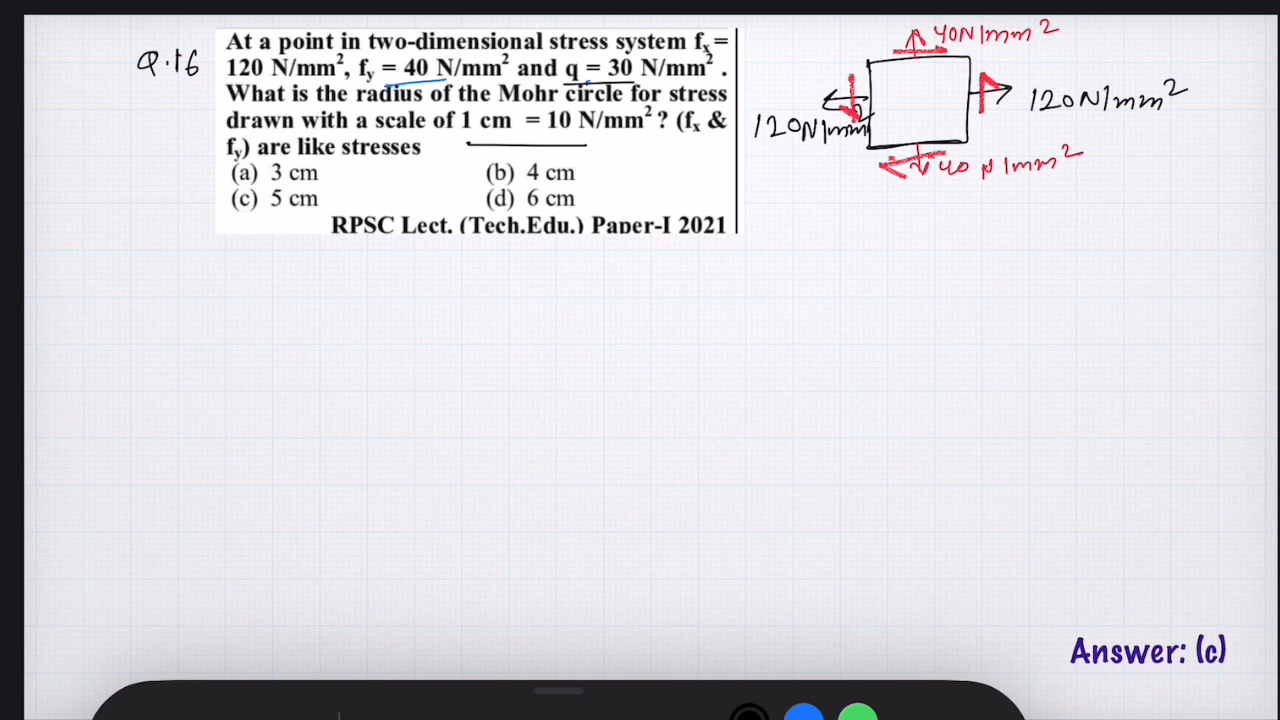 Q.16
At a point in two-dimensional stress system fₓ =
120 N/mm², fᵧ = 40 N/mm² and q = 30 N/mm² .
What is the radius of the Mohr circle for stress
drawn with a scale of 1 cm = 10 N/mm² ? (fₓ &
fᵧ) are like stresses
(a) 3 cm (b) 4 cm
(c) 5 cm (d) 6 cm
RPSC Lect. (Tech.Edu.) Paper-I 2021
40N/mm²
120N/mm²
120N/mm²
40 N/mm²
Answer: (c)